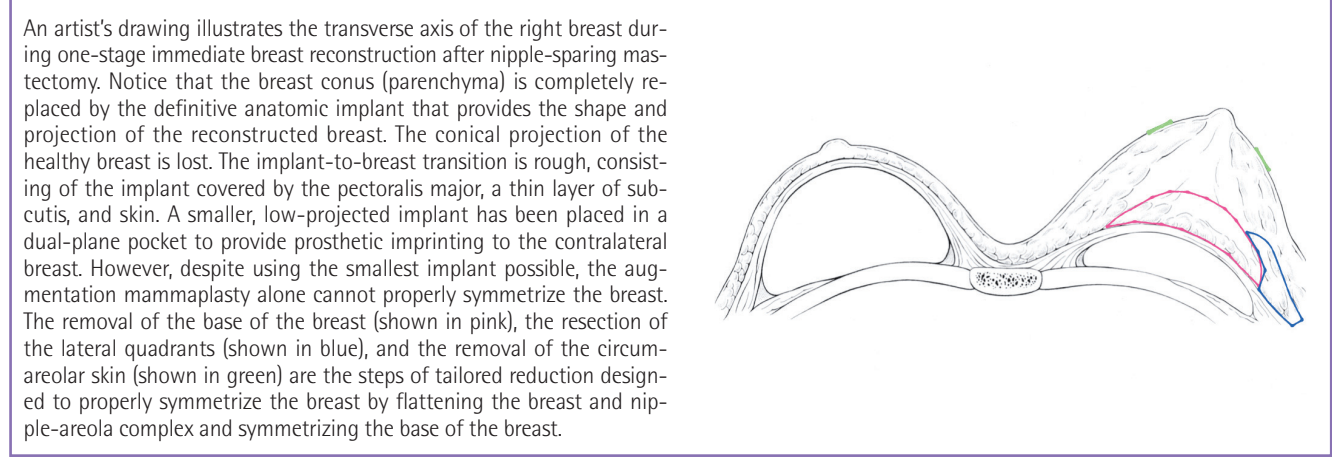 An artist's drawing illustrates the transverse axis of the right breast dur-
ing one-stage immediate breast reconstruction after nipple-sparing mas-
tectomy. Notice that the breast conus (parenchyma) is completely re-
placed by the definitive anatomic implant that provides the shape and
projection of the reconstructed breast. The conical projection of the
healthy breast is lost. The implant-to-breast transition is rough, consist-
ing of the implant covered by the pectoralis major, a thin layer of sub-
cutis, and skin. A smaller, low-projected implant has been placed in a
dual-plane pocket to provide prosthetic imprinting to the contralateral
breast. However, despite using the smallest implant possible, the aug-
mentation mammaplasty alone cannot properly symmetrize the breast.
The removal of the base of the breast (shown in pink), the resection of
the lateral quadrants (shown in blue), and the removal of the circum-
areolar skin (shown in green) are the steps of tailored reduction design-
ed to properly symmetrize the breast by flattening the breast and nip-
ple-areola complex and symmetrizing the base of the breast.